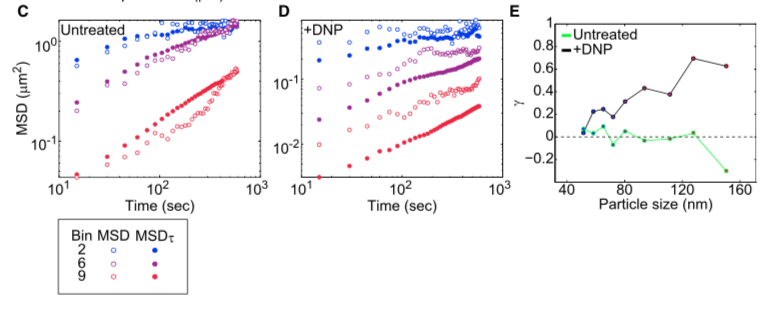 C
Untreated
MSD (μm²)
10⁰
10⁻¹
10¹
10²
10³
Time (sec)
D
+DNP
10⁻¹
10⁻²
10¹
10²
10³
Time (sec)
E
Untreated
+DNP
γ
1
0.8
0.6
0.4
0.2
0
−0.2
40
80
120
160
Particle size (nm)
Bin MSD MSDτ
2
6
9